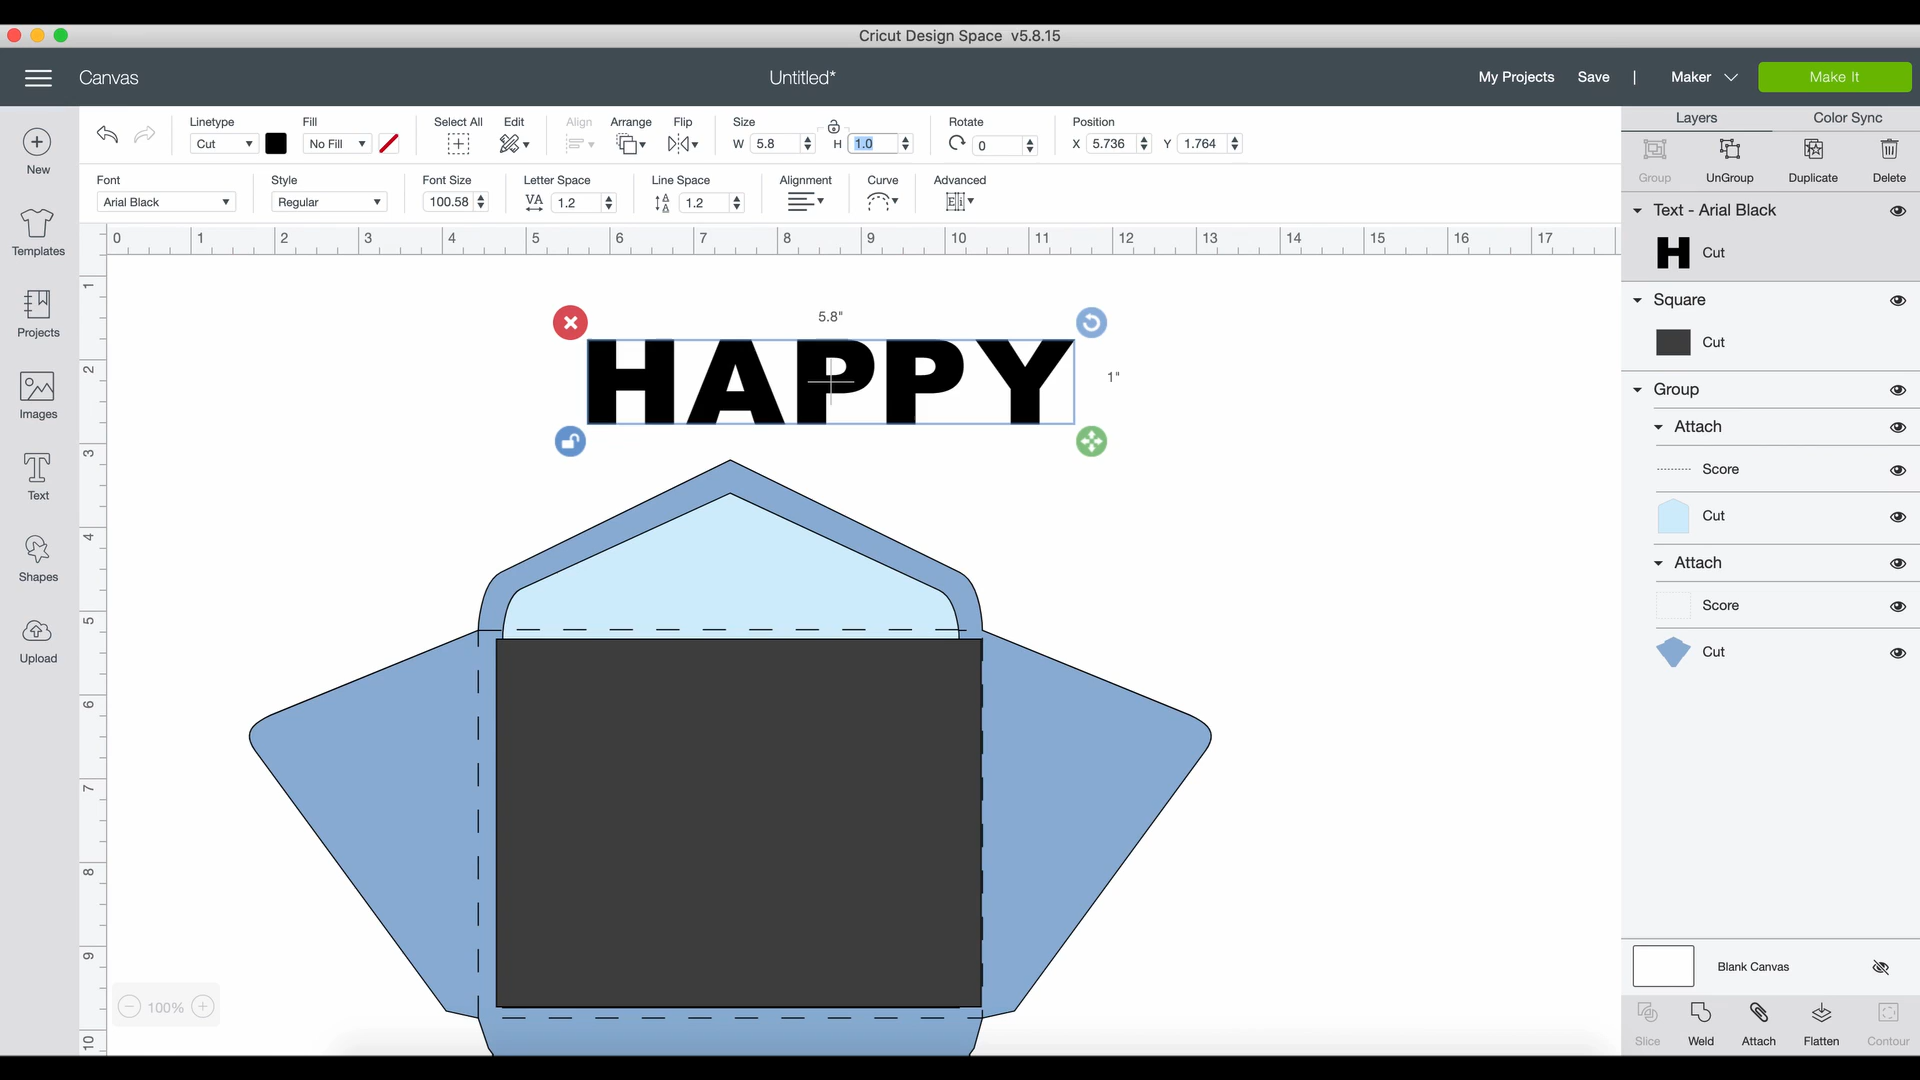 Cricut Design Space v5.8.15
Canvas
Untitled*
My Projects Save | Maker Make It
New
Templates
Projects
Images
Text
Shapes
Upload
Linetype Fill Select All Edit Align Arrange Flip Size Rotate Position
Cut No Fill W 5.8 H 1.0 0 X 5.736 Y 1.764
Font Style Font Size Letter Space Line Space Alignment Curve Advanced
Arial Black Regular 100.58 VA 1.2 1.2
0 1 2 3 4 5 6 7 8 9 10 11 12 13 14 15 16 17
1
2
3
4
5
6
7
8
9
10
5.8"
HAPPY
1"
100%
Layers Color Sync
Group UnGroup Duplicate Delete
Text - Arial Black
H Cut
Square
Cut
Group
Attach
Score
Cut
Attach
Score
Cut
Blank Canvas
Slice Weld Attach Flatten Contour